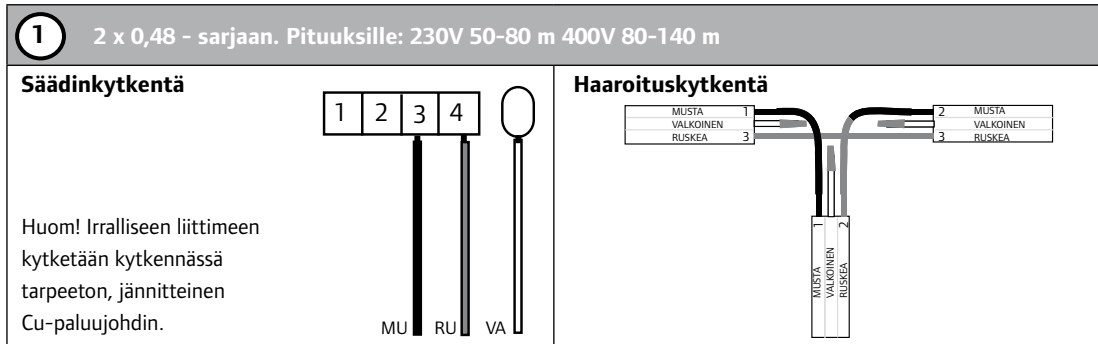 1 2 x 0,48 - sarjaan. Pituuksille: 230V 50-80 m 400V 80-140 m
Säädinkytkentä
1 2 3 4
Huom! Irralliseen liittimeen
kytketään kytkennässä
tarpeeton, jännitteinen
Cu-paluujohdin.
MU RU VA
Haaroituskytkentä
MUSTA 1
VALKOINEN
RUSKEA 3
2 MUSTA
VALKOINEN
3 RUSKEA
MUSTA 1
VALKOINEN
RUSKEA 2